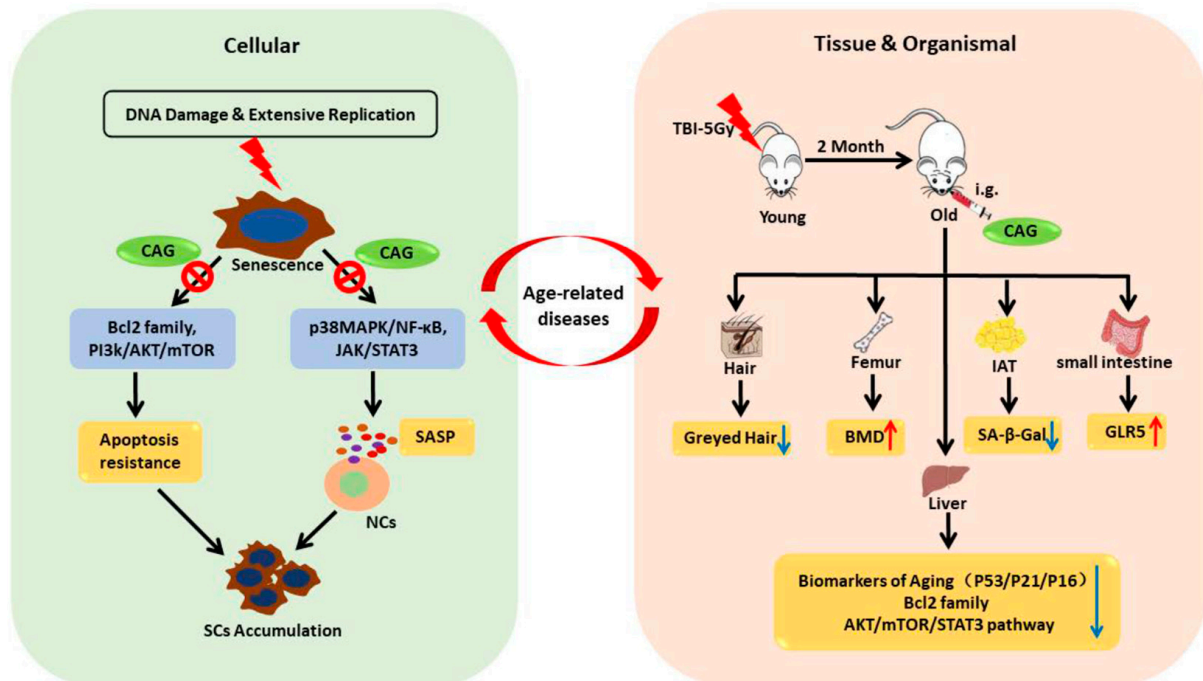 Cellular
DNA Damage & Extensive Replication
CAG
CAG
Senescence
Bcl2 family,
PI3k/AKT/mTOR
p38MAPK/NF-κB,
JAK/STAT3
Apoptosis
resistance
SASP
NCs
SCs Accumulation
Age-related
diseases
Tissue & Organismal
TBI-5Gy
2 Month
i.g.
Young
Old
CAG
Hair
Femur
IAT
small intestine
Greyed Hair
BMD
SA-β-Gal
GLR5
Liver
Biomarkers of Aging（P53/P21/P16）
Bcl2 family
AKT/mTOR/STAT3 pathway